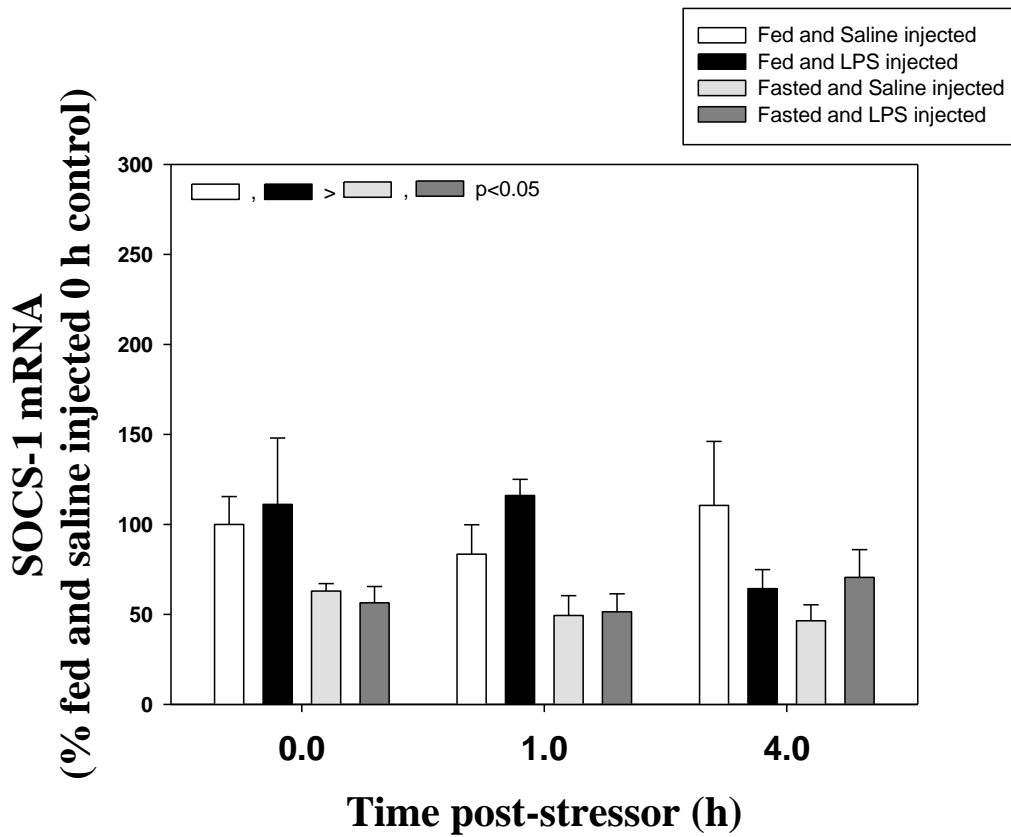 Fed and Saline injected
Fed and LPS injected
Fasted and Saline injected
Fasted and LPS injected
, > , p<0.05
SOCS-1 mRNA
(% fed and saline injected 0 h control)
300
250
200
150
100
50
0
0.0 1.0 4.0
Time post-stressor (h)